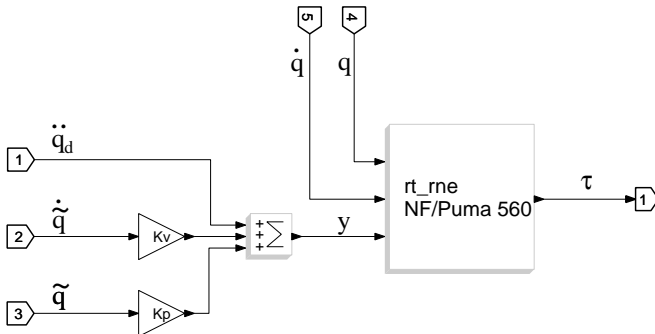 5
4
q̇
q
1
q̈d
rt_rne
NF/Puma 560
τ
1
2
q̃̇
Kv
+
+
+
Σ
y
3
q̃
Kp